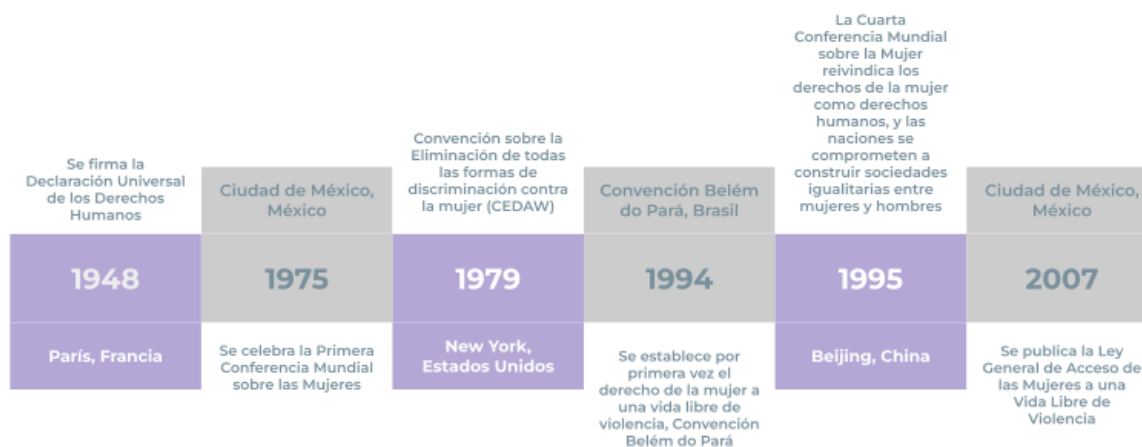 Se firma la
Declaración Universal
de los Derechos
Humanos
1948
París, Francia
Ciudad de México,
México
1975
Se celebra la Primera
Conferencia Mundial
sobre las Mujeres
Convención sobre la
Eliminación de todas
las formas de
discriminación contra
la mujer (CEDAW)
1979
New York,
Estados Unidos
Convención Belém
do Pará, Brasil
1994
Se establece por
primera vez el
derecho de la mujer a
una vida libre de
violencia, Convención
Belém do Pará
La Cuarta
Conferencia Mundial
sobre la Mujer
reivindica los
derechos de la mujer
como derechos
humanos, y las
naciones se
comprometen a
construir sociedades
igualitarias entre
mujeres y hombres
1995
Beijing, China
Ciudad de México,
México
2007
Se publica la Ley
General de Acceso de
las Mujeres a una
Vida Libre de
Violencia